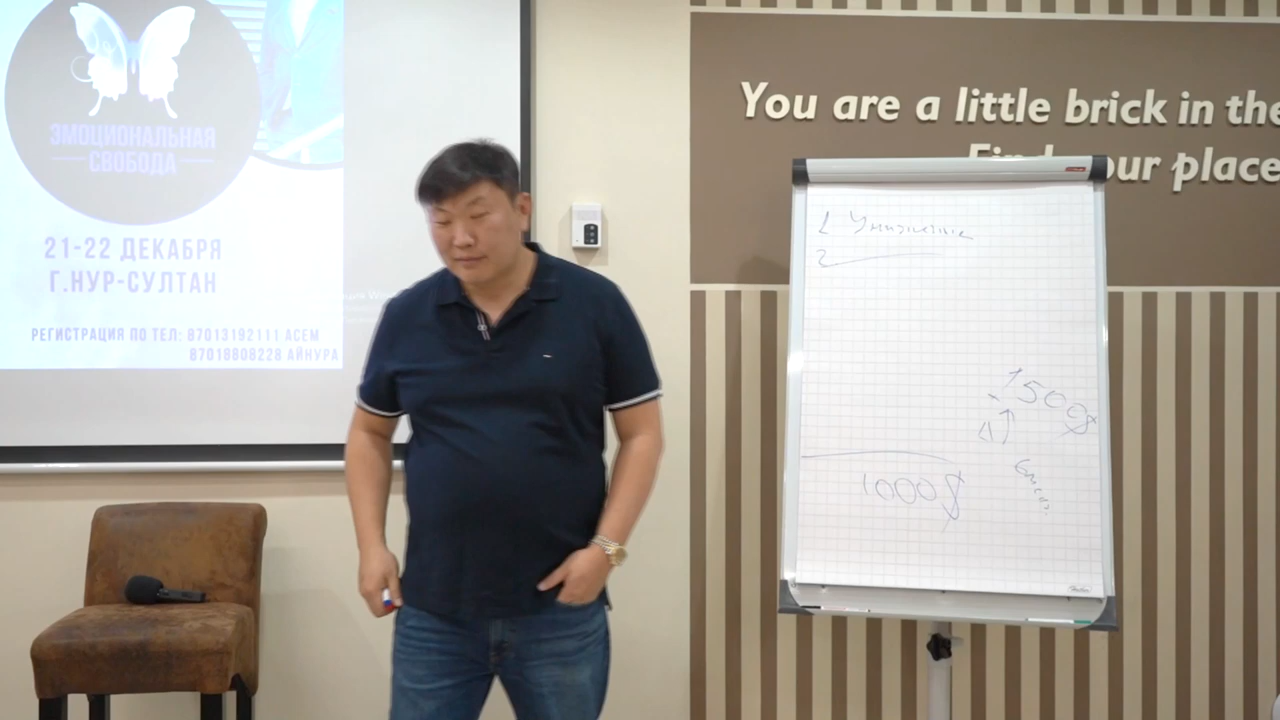 ЭМОЦИОНАЛЬНАЯ
СВОБОДА
21-22 ДЕКАБРЯ
Г.НУР-СУЛТАН
РЕГИСТРАЦИЯ ПО ТЕЛ: 87013192111 АСЕМ
87018808228 АЙНУРА
You are a little brick in the
your place
1 Унижение
2
1500$
1000$